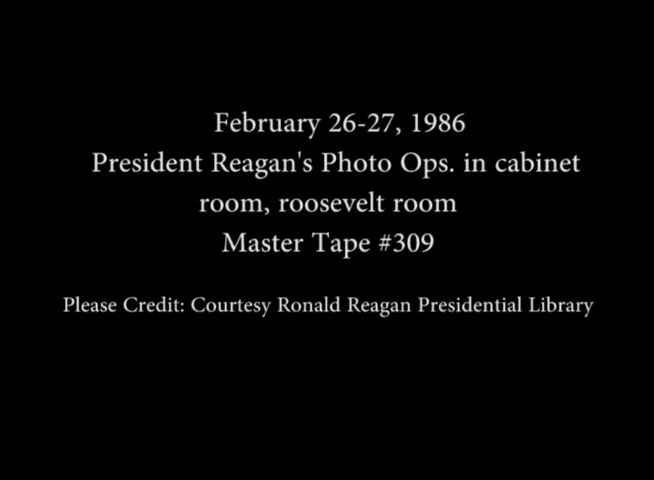 February 26-27, 1986
President Reagan's Photo Ops. in cabinet
room, roosevelt room
Master Tape #309
Please Credit: Courtesy Ronald Reagan Presidential Library